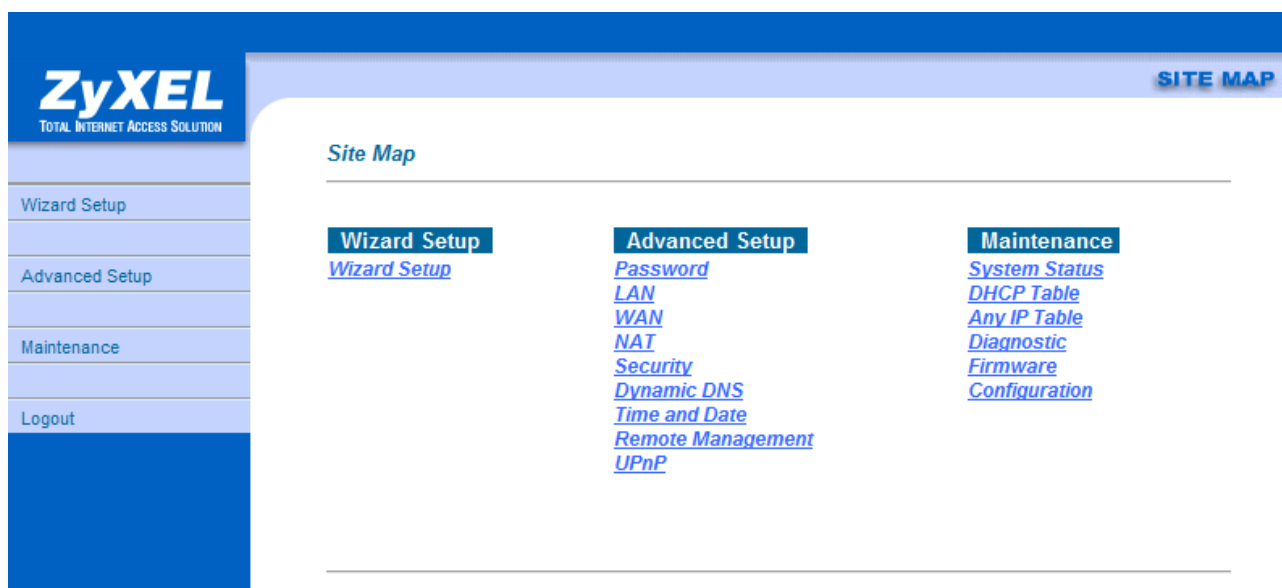 ZyXEL
TOTAL INTERNET ACCESS SOLUTION
SITE MAP
Wizard Setup
Advanced Setup
Maintenance
Logout
Site Map
Wizard Setup
Wizard Setup
Advanced Setup
Password
LAN
WAN
NAT
Security
Dynamic DNS
Time and Date
Remote Management
UPnP
Maintenance
System Status
DHCP Table
Any IP Table
Diagnostic
Firmware
Configuration